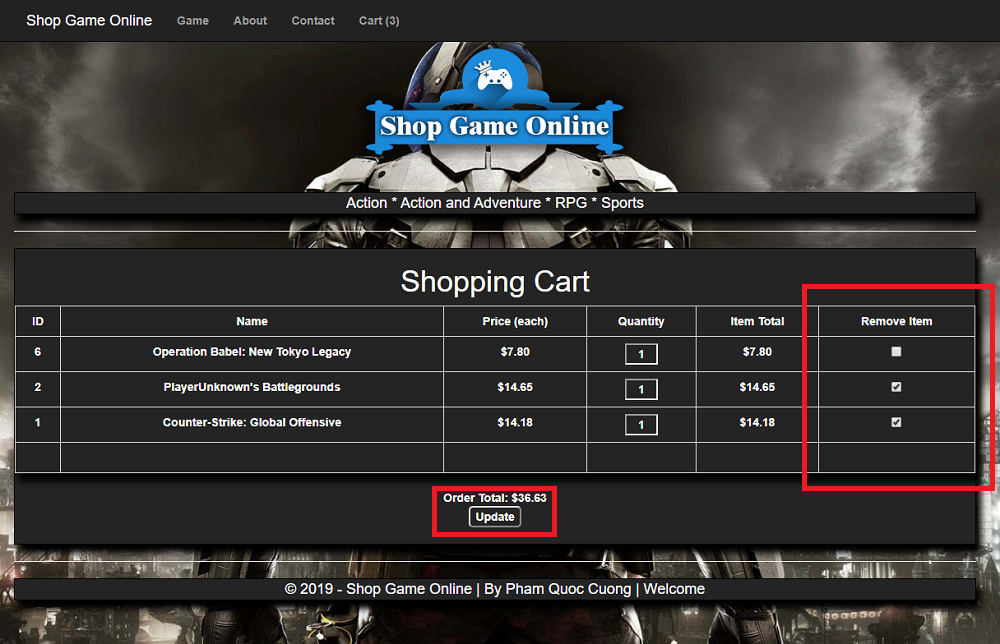 Shop Game Online Game About Contact Cart (3)
Shop Game Online
Action * Action and Adventure * RPG * Sports
Shopping Cart
ID Name Price (each) Quantity Item Total Remove Item
6 Operation Babel: New Tokyo Legacy $7.80 1 $7.80
2 PlayerUnknown's Battlegrounds $14.65 1 $14.65
1 Counter-Strike: Global Offensive $14.18 1 $14.18
Order Total: $36.63
Update
© 2019 - Shop Game Online | By Pham Quoc Cuong | Welcome